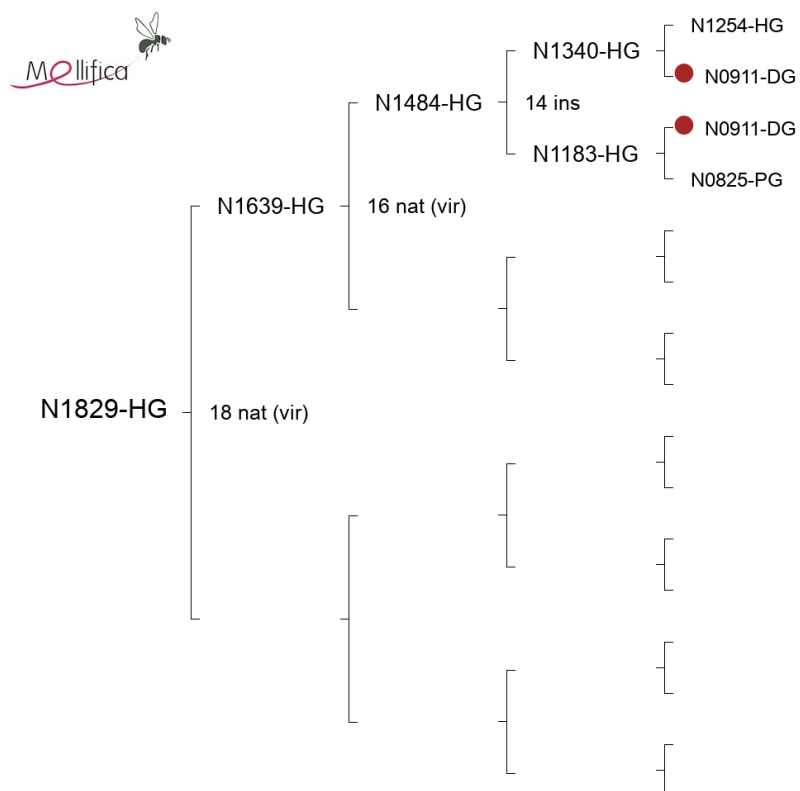 Mellifica
N1254-HG
N1340-HG
N0911-DG
N1484-HG
14 ins
N0911-DG
N1183-HG
N0825-PG
N1639-HG
16 nat (vir)
N1829-HG
18 nat (vir)